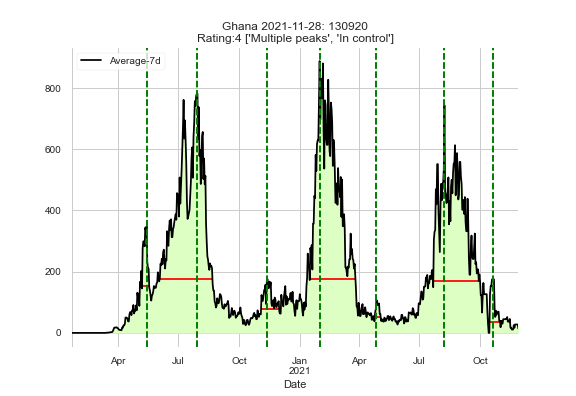 Ghana 2021-11-28: 130920
Rating:4 ['Multiple peaks', 'In control']
Average-7d
800
600
400
200
0
Apr Jul Oct Jan Apr Jul Oct
2021
Date